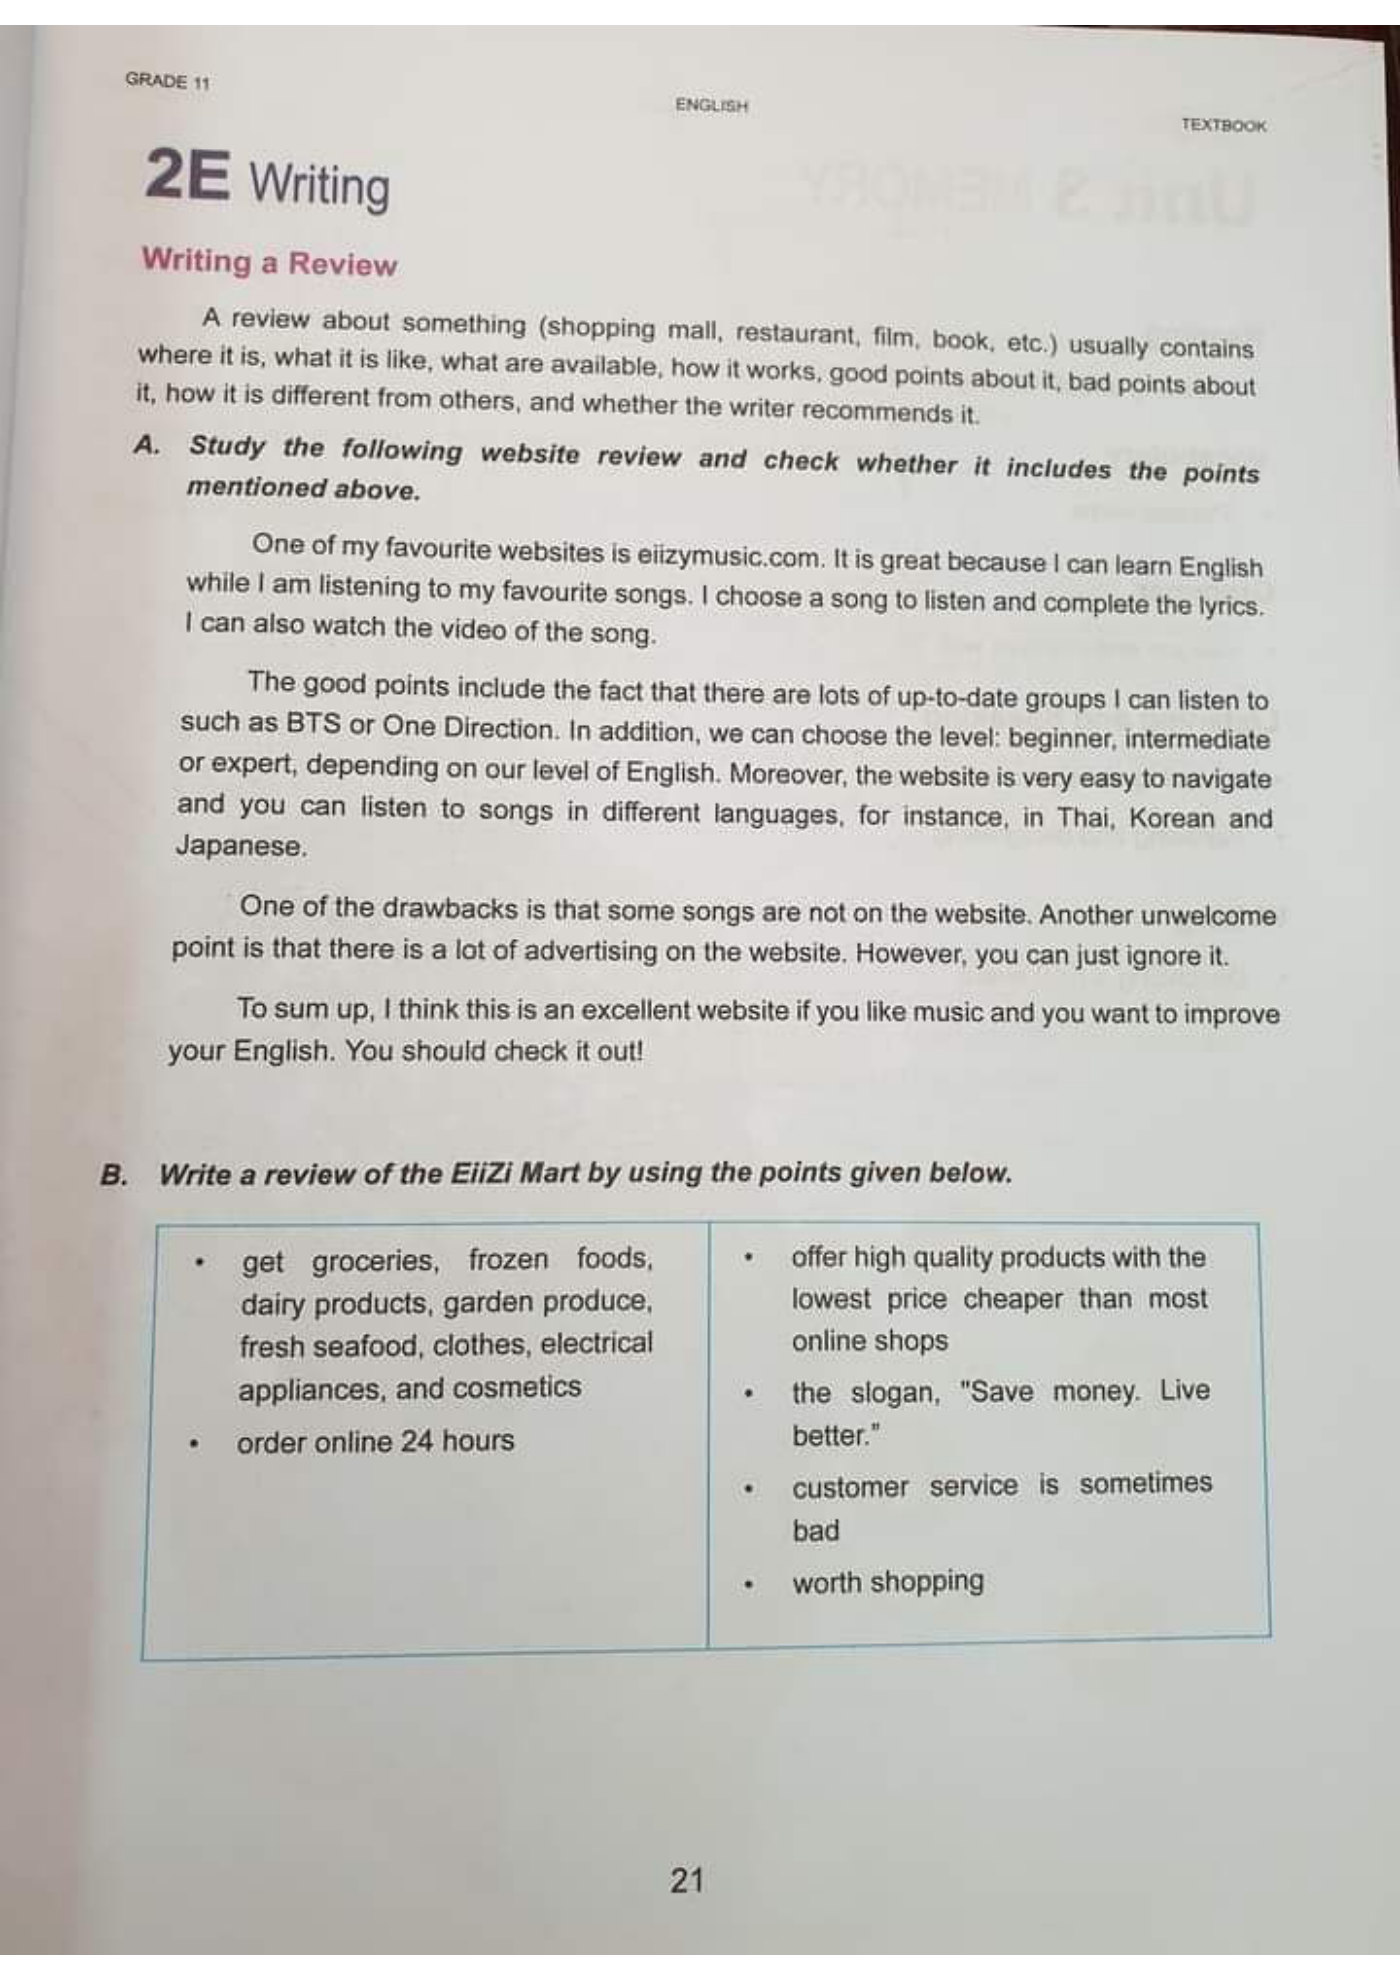 GRADE 11
ENGLISH
TEXTBOOK
2E Writing
Writing a Review
A review about something (shopping mall, restaurant, film, book, etc.) usually contains
where it is, what it is like, what are available, how it works, good points about it, bad points about
it, how it is different from others, and whether the writer recommends it.
A. Study the following website review and check whether it includes the points
mentioned above.
One of my favourite websites is eiizymusic.com. It is great because I can learn English
while I am listening to my favourite songs. I choose a song to listen and complete the lyrics.
I can also watch the video of the song.
The good points include the fact that there are lots of up-to-date groups I can listen to
such as BTS or One Direction. In addition, we can choose the level: beginner, intermediate
or expert, depending on our level of English. Moreover, the website is very easy to navigate
and you can listen to songs in different languages, for instance, in Thai, Korean and
Japanese.
One of the drawbacks is that some songs are not on the website. Another unwelcome
point is that there is a lot of advertising on the website. However, you can just ignore it.
To sum up, I think this is an excellent website if you like music and you want to improve
your English. You should check it out!
B. Write a review of the EiiZi Mart by using the points given below.
• get groceries, frozen foods,
dairy products, garden produce,
fresh seafood, clothes, electrical
appliances, and cosmetics
• order online 24 hours
• offer high quality products with the
lowest price cheaper than most
online shops
• the slogan, "Save money. Live
better."
• customer service is sometimes
bad
• worth shopping
21